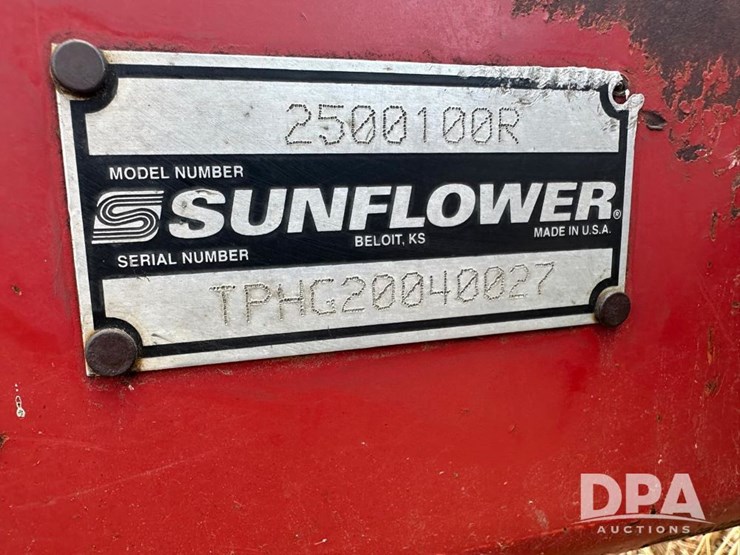 2500100R
MODEL NUMBER
SUNFLOWER®
BELOIT, KS
MADE IN U.S.A.
SERIAL NUMBER
TPHG20040027
DPA
AUCTIONS